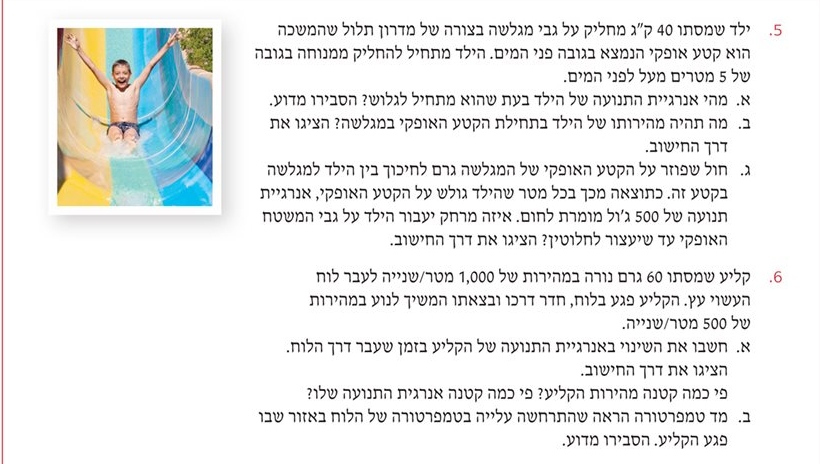 5. ילד שמסתו 40 ק"ג מחליק על גבי מגלשה בצורה של מדרון תלול שהמשכה
הוא קטע אופקי הנמצא בגובה פני המים. הילד מתחיל להחליק ממנוחה בגובה
של 5 מטרים מעל לפני המים.
א. מהי אנרגיית התנועה של הילד בעת שהוא מתחיל לגלוש? הסבירו מדוע.
ב. מה תהיה מהירותו של הילד בתחילת הקטע האופקי במגלשה? הציגו את
דרך החישוב.
ג. חול שפוזר על הקטע האופקי של המגלשה גרם לחיכוך בין הילד למגלשה
בקטע זה. כתוצאה מכך בכל מטר שהילד גולש על הקטע האופקי, אנרגיית
תנועה של 500 ג'ול מומרת לחום. איזה מרחק יעבור הילד על גבי המשטח
האופקי עד שיעצור לחלוטין? הציגו את דרך החישוב.
6. קליע שמסתו 60 גרם נורה במהירות של 1,000 מטר/שנייה לעבר לוח
העשוי עץ. הקליע פגע בלוח, חדר דרכו ובצאתו המשיך לנוע במהירות
של 500 מטר/שנייה.
א. חשבו את השינוי באנרגיית התנועה של הקליע בזמן שעבר דרך הלוח.
הציגו את דרך החישוב.
פי כמה קטנה מהירות הקליע? פי כמה קטנה אנרגית התנועה שלו?
ב. מד טמפרטורה הראה שהתרחשה עלייה בטמפרטורה של הלוח באזור שבו
פגע הקליע. הסבירו מדוע.